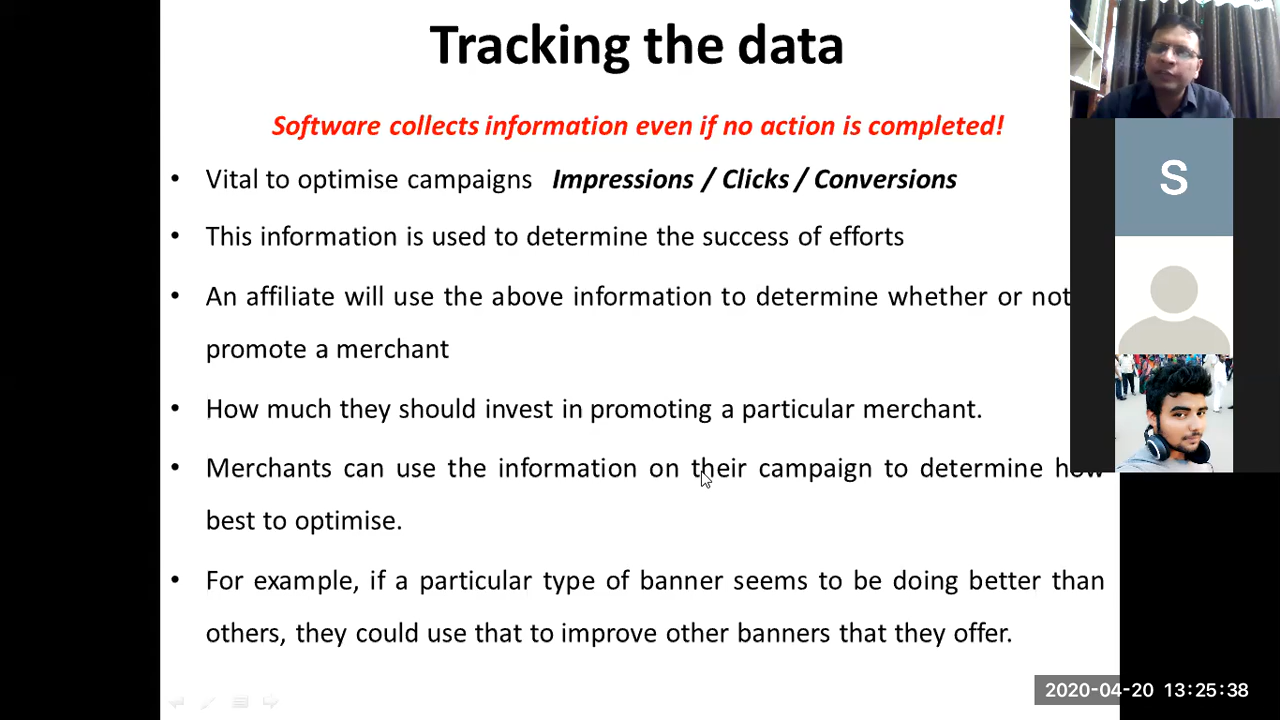 Tracking the data
Software collects information even if no action is completed!
• Vital to optimise campaigns Impressions / Clicks / Conversions
• This information is used to determine the success of efforts
• An affiliate will use the above information to determine whether or not
promote a merchant
• How much they should invest in promoting a particular merchant.
• Merchants can use the information on their campaign to determine how
best to optimise.
• For example, if a particular type of banner seems to be doing better than
others, they could use that to improve other banners that they offer.
S
2020-04-20 13:25:38